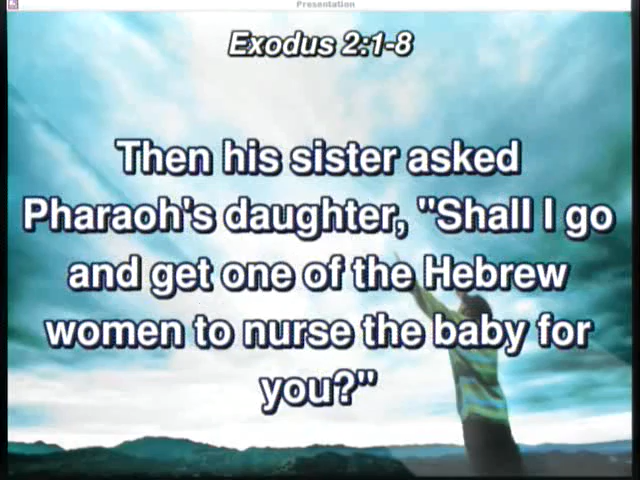 Presentation
Exodus 2:1-8
Then his sister asked
Pharaoh's daughter, "Shall I go
and get one of the Hebrew
women to nurse the baby for
you?"